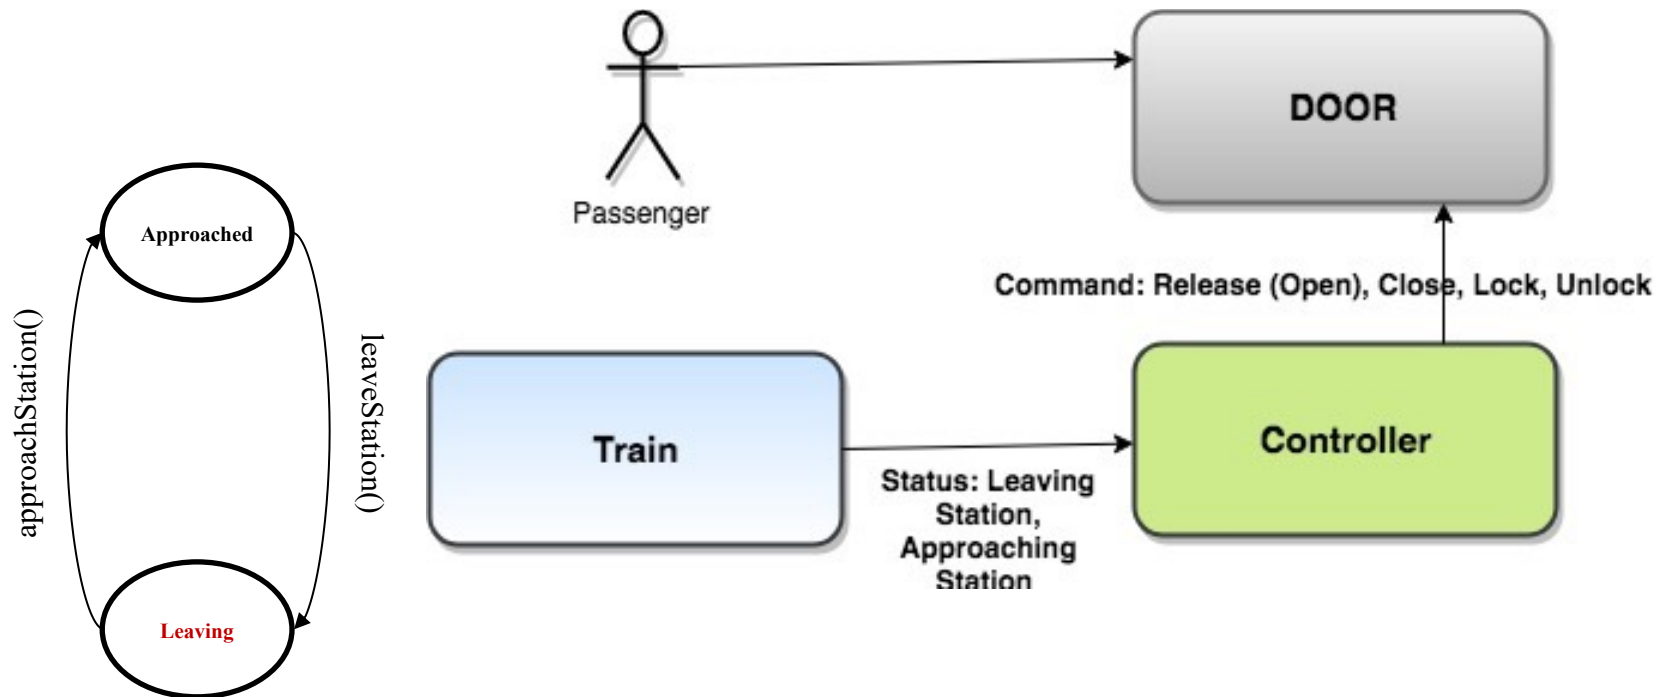 DOOR
Passenger
Approached
Command: Release (Open), Close, Lock, Unlock
approachStation()
leaveStation()
Train
Controller
Status: Leaving
Station,
Approaching
Station
Leaving